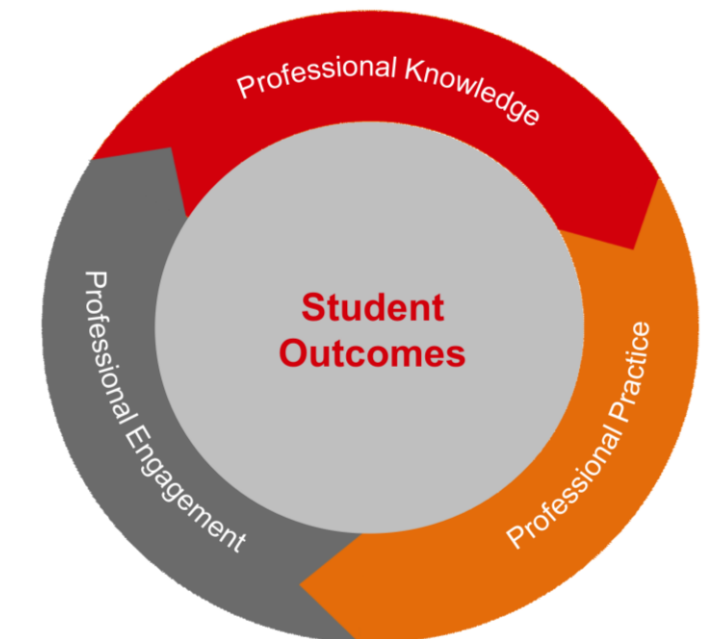 Professional Knowledge
Student
Outcomes
Professional Practice
Professional Engagement